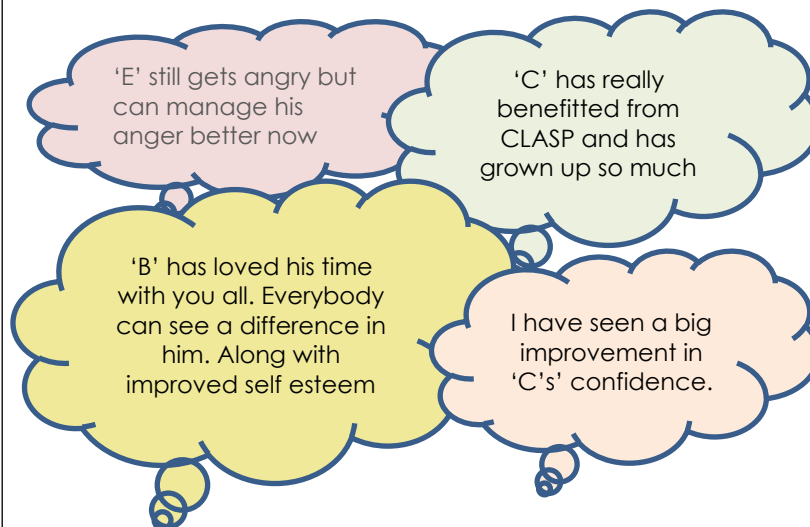 ‘E’ still gets angry but
can manage his
anger better now
‘C’ has really
benefitted from
CLASP and has
grown up so much
‘B’ has loved his time
with you all. Everybody
can see a difference in
him. Along with
improved self esteem
I have seen a big
improvement in
‘C’s’ confidence.